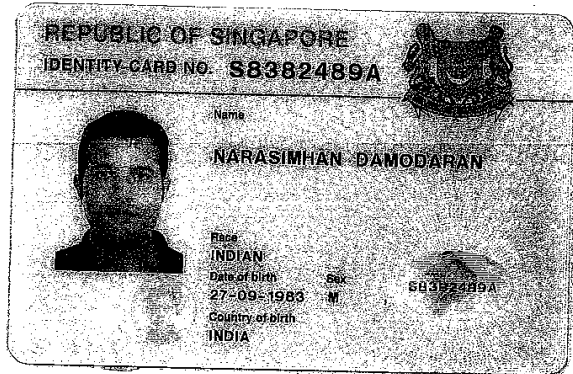 REPUBLIC OF SINGAPORE
IDENTITY CARD NO. S8382489A
Name
NARASIMHAN DAMODARAN
Race
INDIAN
Date of birth Sex
27-09-1983 M
S8392489A
Country of birth
INDIA